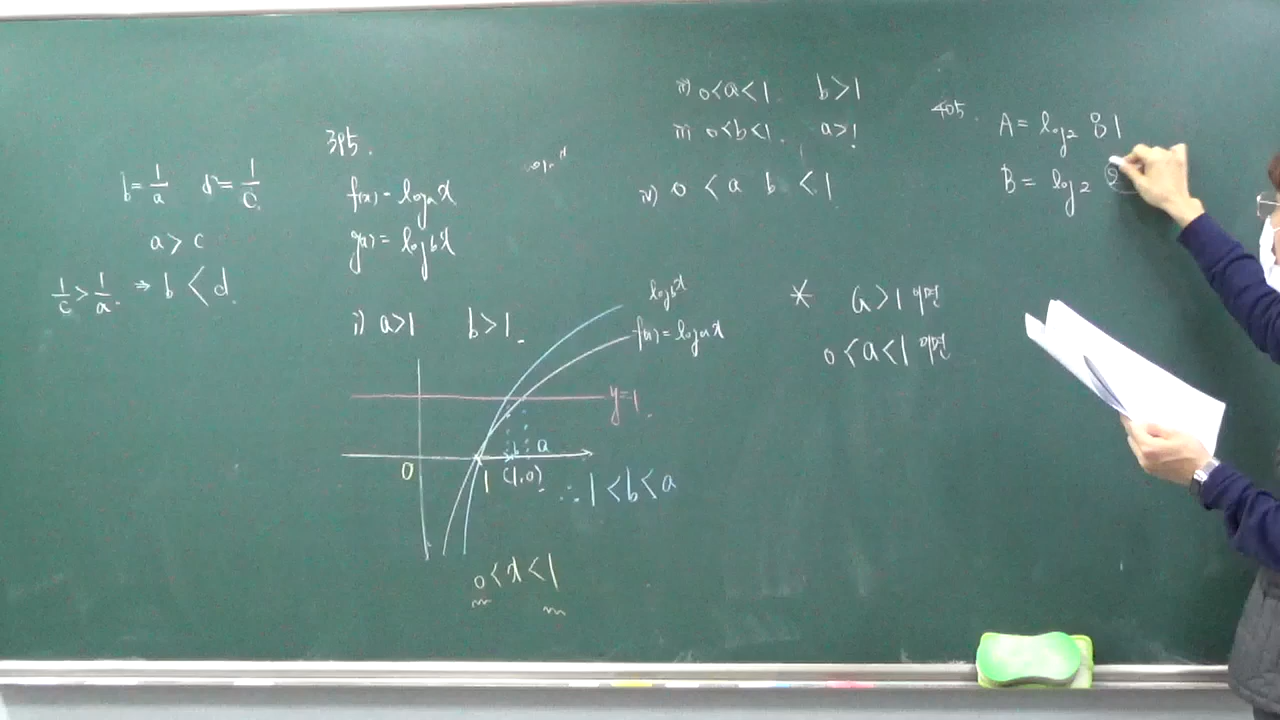 b = 1/a d = 1/c
a > c
1/c > 1/a. ⇒ b < d.
395.
f(x) = logₐx
g(x) = log_b x
i) a>1 b>1.
log_b x
f(x) = logₐx
y=1.
b a
0 1 (1,0)
∴ 1<b<a
0<x<1
ii) 0<a<1 b>1
iii) 0<b<1. a>1
iv) 0 < a b < 1
* a>1 이면
0<a<1 이면
405.
A = log₂ 81
B = log₂